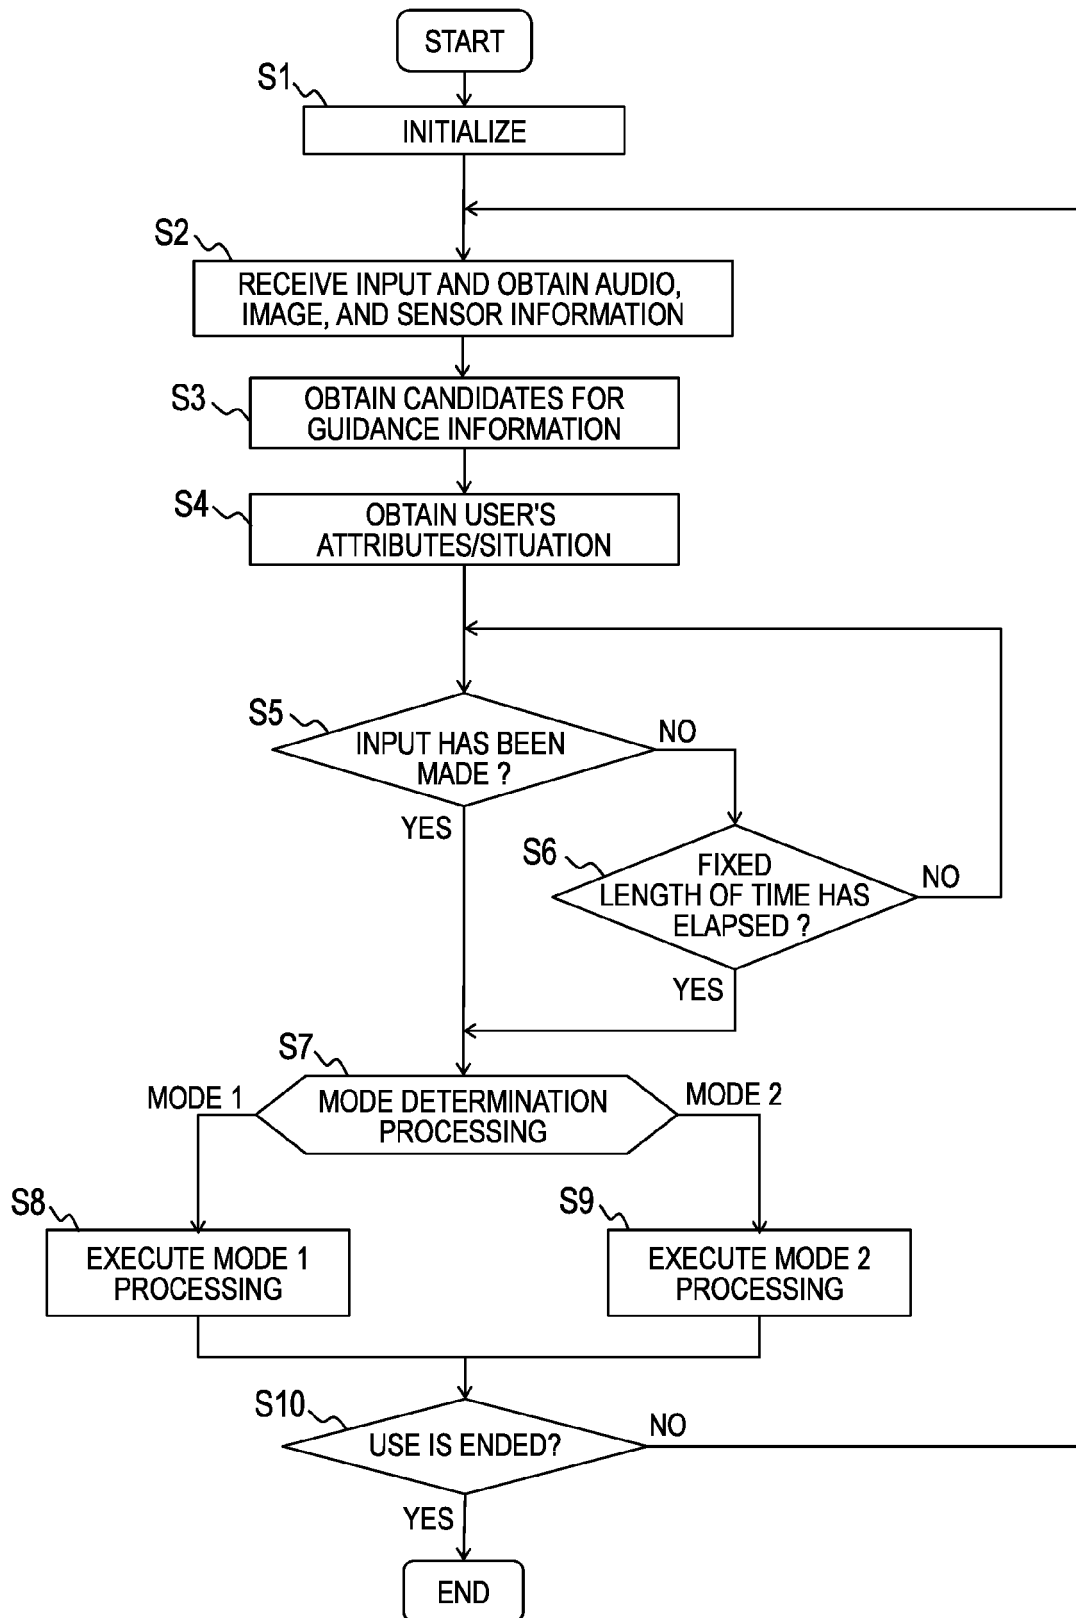 START
S1
INITIALIZE
S2
RECEIVE INPUT AND OBTAIN AUDIO,
IMAGE, AND SENSOR INFORMATION
S3
OBTAIN CANDIDATES FOR
GUIDANCE INFORMATION
S4
OBTAIN USER'S
ATTRIBUTES/SITUATION
S5
INPUT HAS BEEN
MADE ?
NO
YES
S6
FIXED
LENGTH OF TIME HAS
ELAPSED ?
NO
YES
S7
MODE 1
MODE DETERMINATION
PROCESSING
MODE 2
S8
EXECUTE MODE 1
PROCESSING
S9
EXECUTE MODE 2
PROCESSING
S10
USE IS ENDED?
NO
YES
END